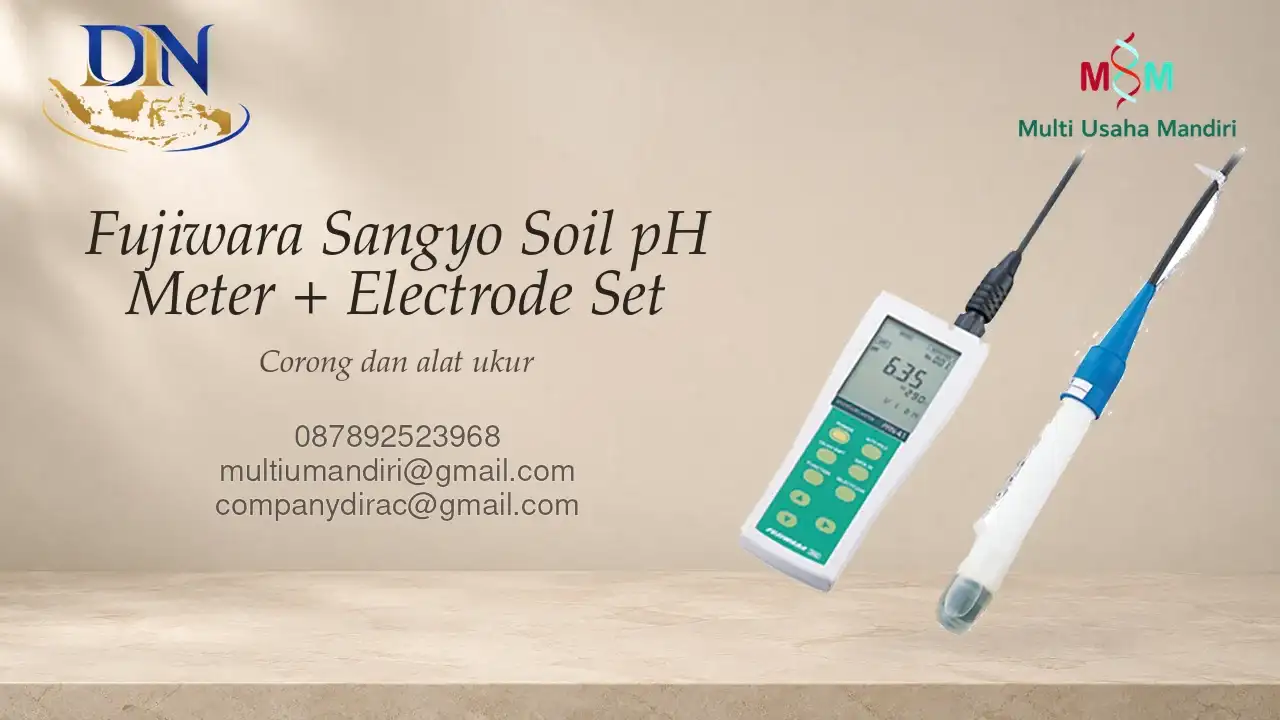 DN
MSM
Multi Usaha Mandiri
Fujiwara Sangyo Soil pH
Meter + Electrode Set
Corong dan alat ukur
087892523968
multiumandiri@gmail.com
companydirac@gmail.com
6.35
FUJIWARA